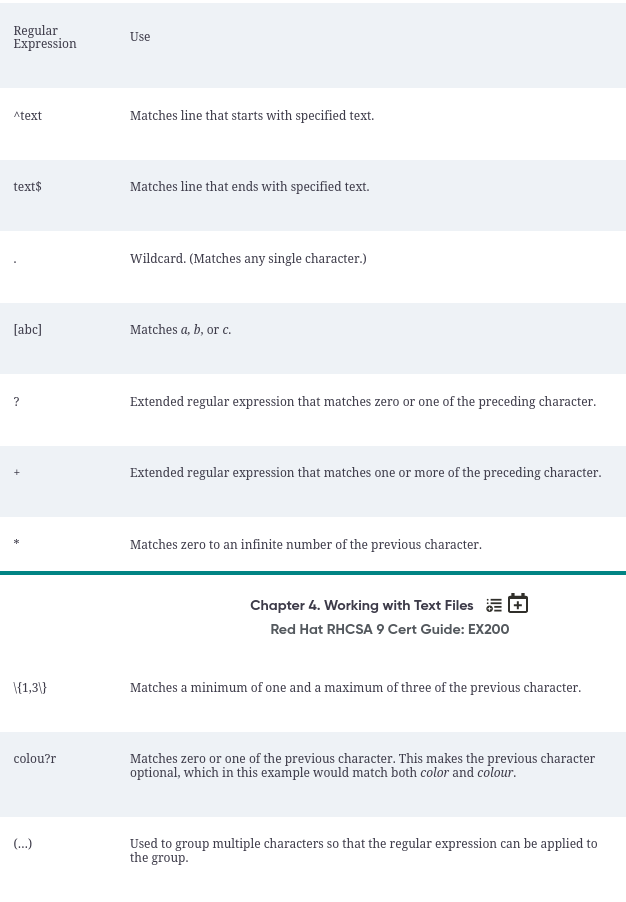 Regular
Expression
Use
^text
Matches line that starts with specified text.
text$
Matches line that ends with specified text.
.
Wildcard. (Matches any single character.)
[abc]
Matches a, b, or c.
?
Extended regular expression that matches zero or one of the preceding character.
+
Extended regular expression that matches one or more of the preceding character.
*
Matches zero to an infinite number of the previous character.
Chapter 4. Working with Text Files
Red Hat RHCSA 9 Cert Guide: EX200
\{1,3\}
Matches a minimum of one and a maximum of three of the previous character.
colou?r
Matches zero or one of the previous character. This makes the previous character
optional, which in this example would match both color and colour.
(...)
Used to group multiple characters so that the regular expression can be applied to
the group.